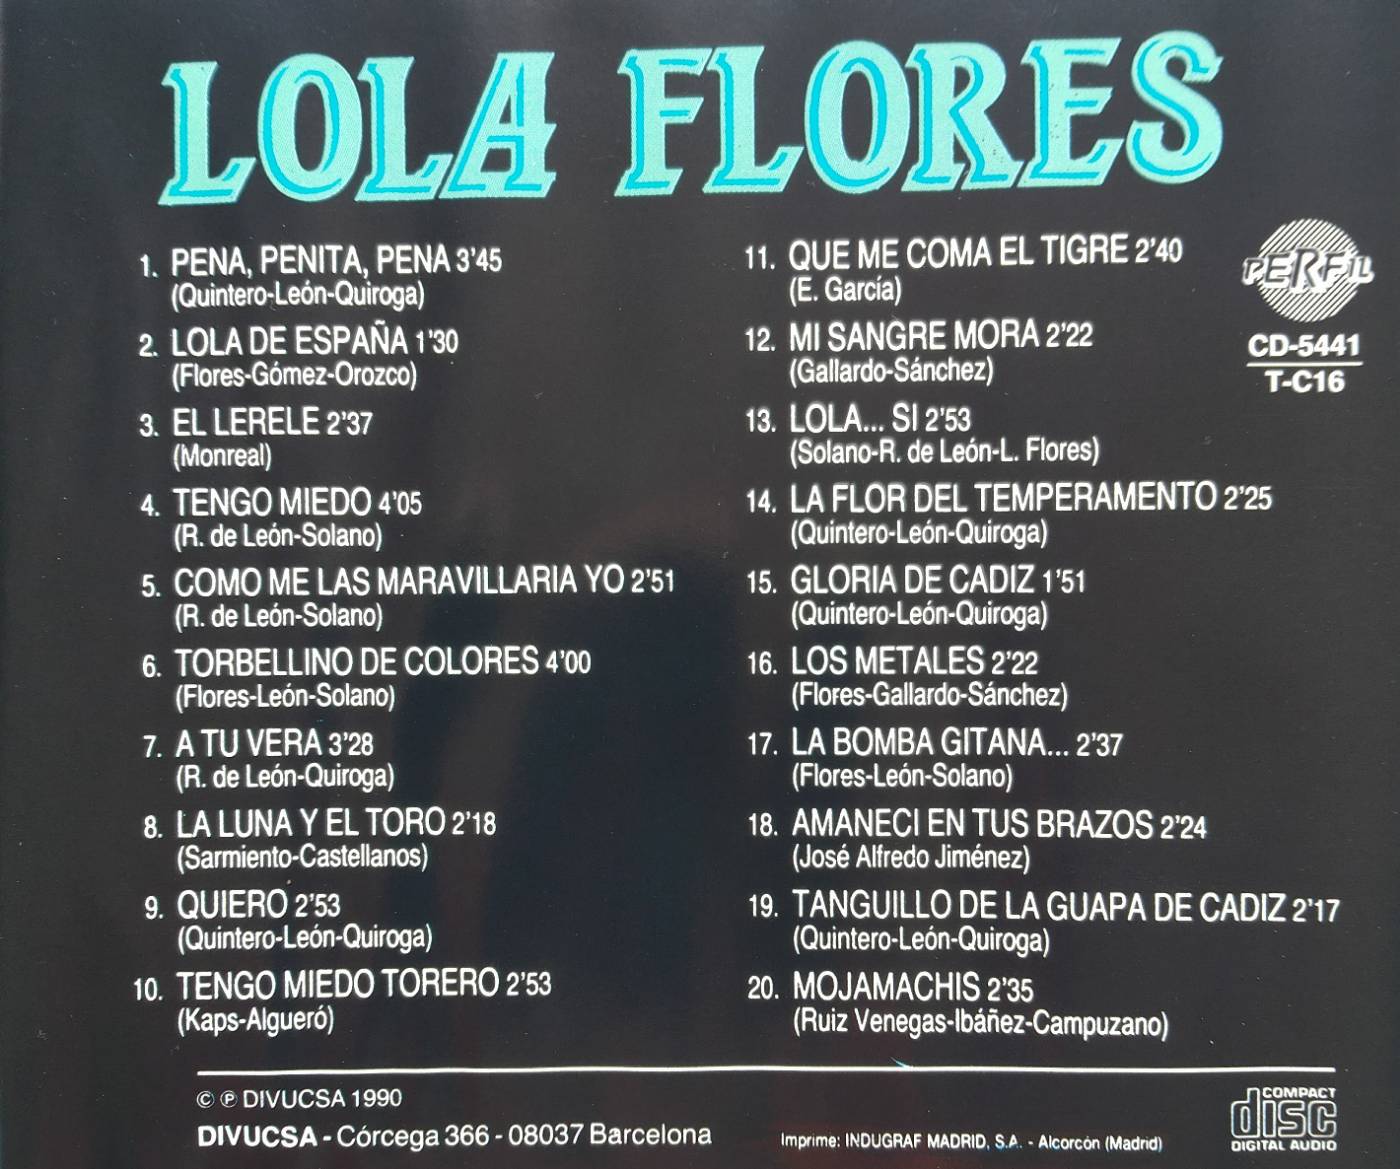 LOLA FLORES
1. PENA, PENITA, PENA 3'45
(Quintero-León-Quiroga)
2. LOLA DE ESPAÑA 1'30
(Flores-Gómez-Orozco)
3. EL LERELE 2'37
(Monreal)
4. TENGO MIEDO 4'05
(R. de León-Solano)
5. COMO ME LAS MARAVILLARIA YO 2'51
(R. de León-Solano)
6. TORBELLINO DE COLORES 4'00
(Flores-León-Solano)
7. A TU VERA 3'28
(R. de León-Quiroga)
8. LA LUNA Y EL TORO 2'18
(Sarmiento-Castellanos)
9. QUIERO 2'53
(Quintero-León-Quiroga)
10. TENGO MIEDO TORERO 2'53
(Kaps-Algueró)
11. QUE ME COMA EL TIGRE 2'40
(E. García)
12. MI SANGRE MORA 2'22
(Gallardo-Sánchez)
13. LOLA... SI 2'53
(Solano-R. de León-L. Flores)
14. LA FLOR DEL TEMPERAMENTO 2'25
(Quintero-León-Quiroga)
15. GLORIA DE CADIZ 1'51
(Quintero-León-Quiroga)
16. LOS METALES 2'22
(Flores-Gallardo-Sánchez)
17. LA BOMBA GITANA... 2'37
(Flores-León-Solano)
18. AMANECI EN TUS BRAZOS 2'24
(José Alfredo Jiménez)
19. TANGUILLO DE LA GUAPA DE CADIZ 2'17
(Quintero-León-Quiroga)
20. MOJAMACHIS 2'35
(Ruiz Venegas-Ibáñez-Campuzano)
PERFIL
CD-5441
T-C16
© ℗ DIVUCSA 1990
DIVUCSA - Córcega 366 - 08037 Barcelona
Imprime: INDUGRAF MADRID, S.A. - Alcorcón (Madrid)
COMPACT
disc
DIGITAL AUDIO